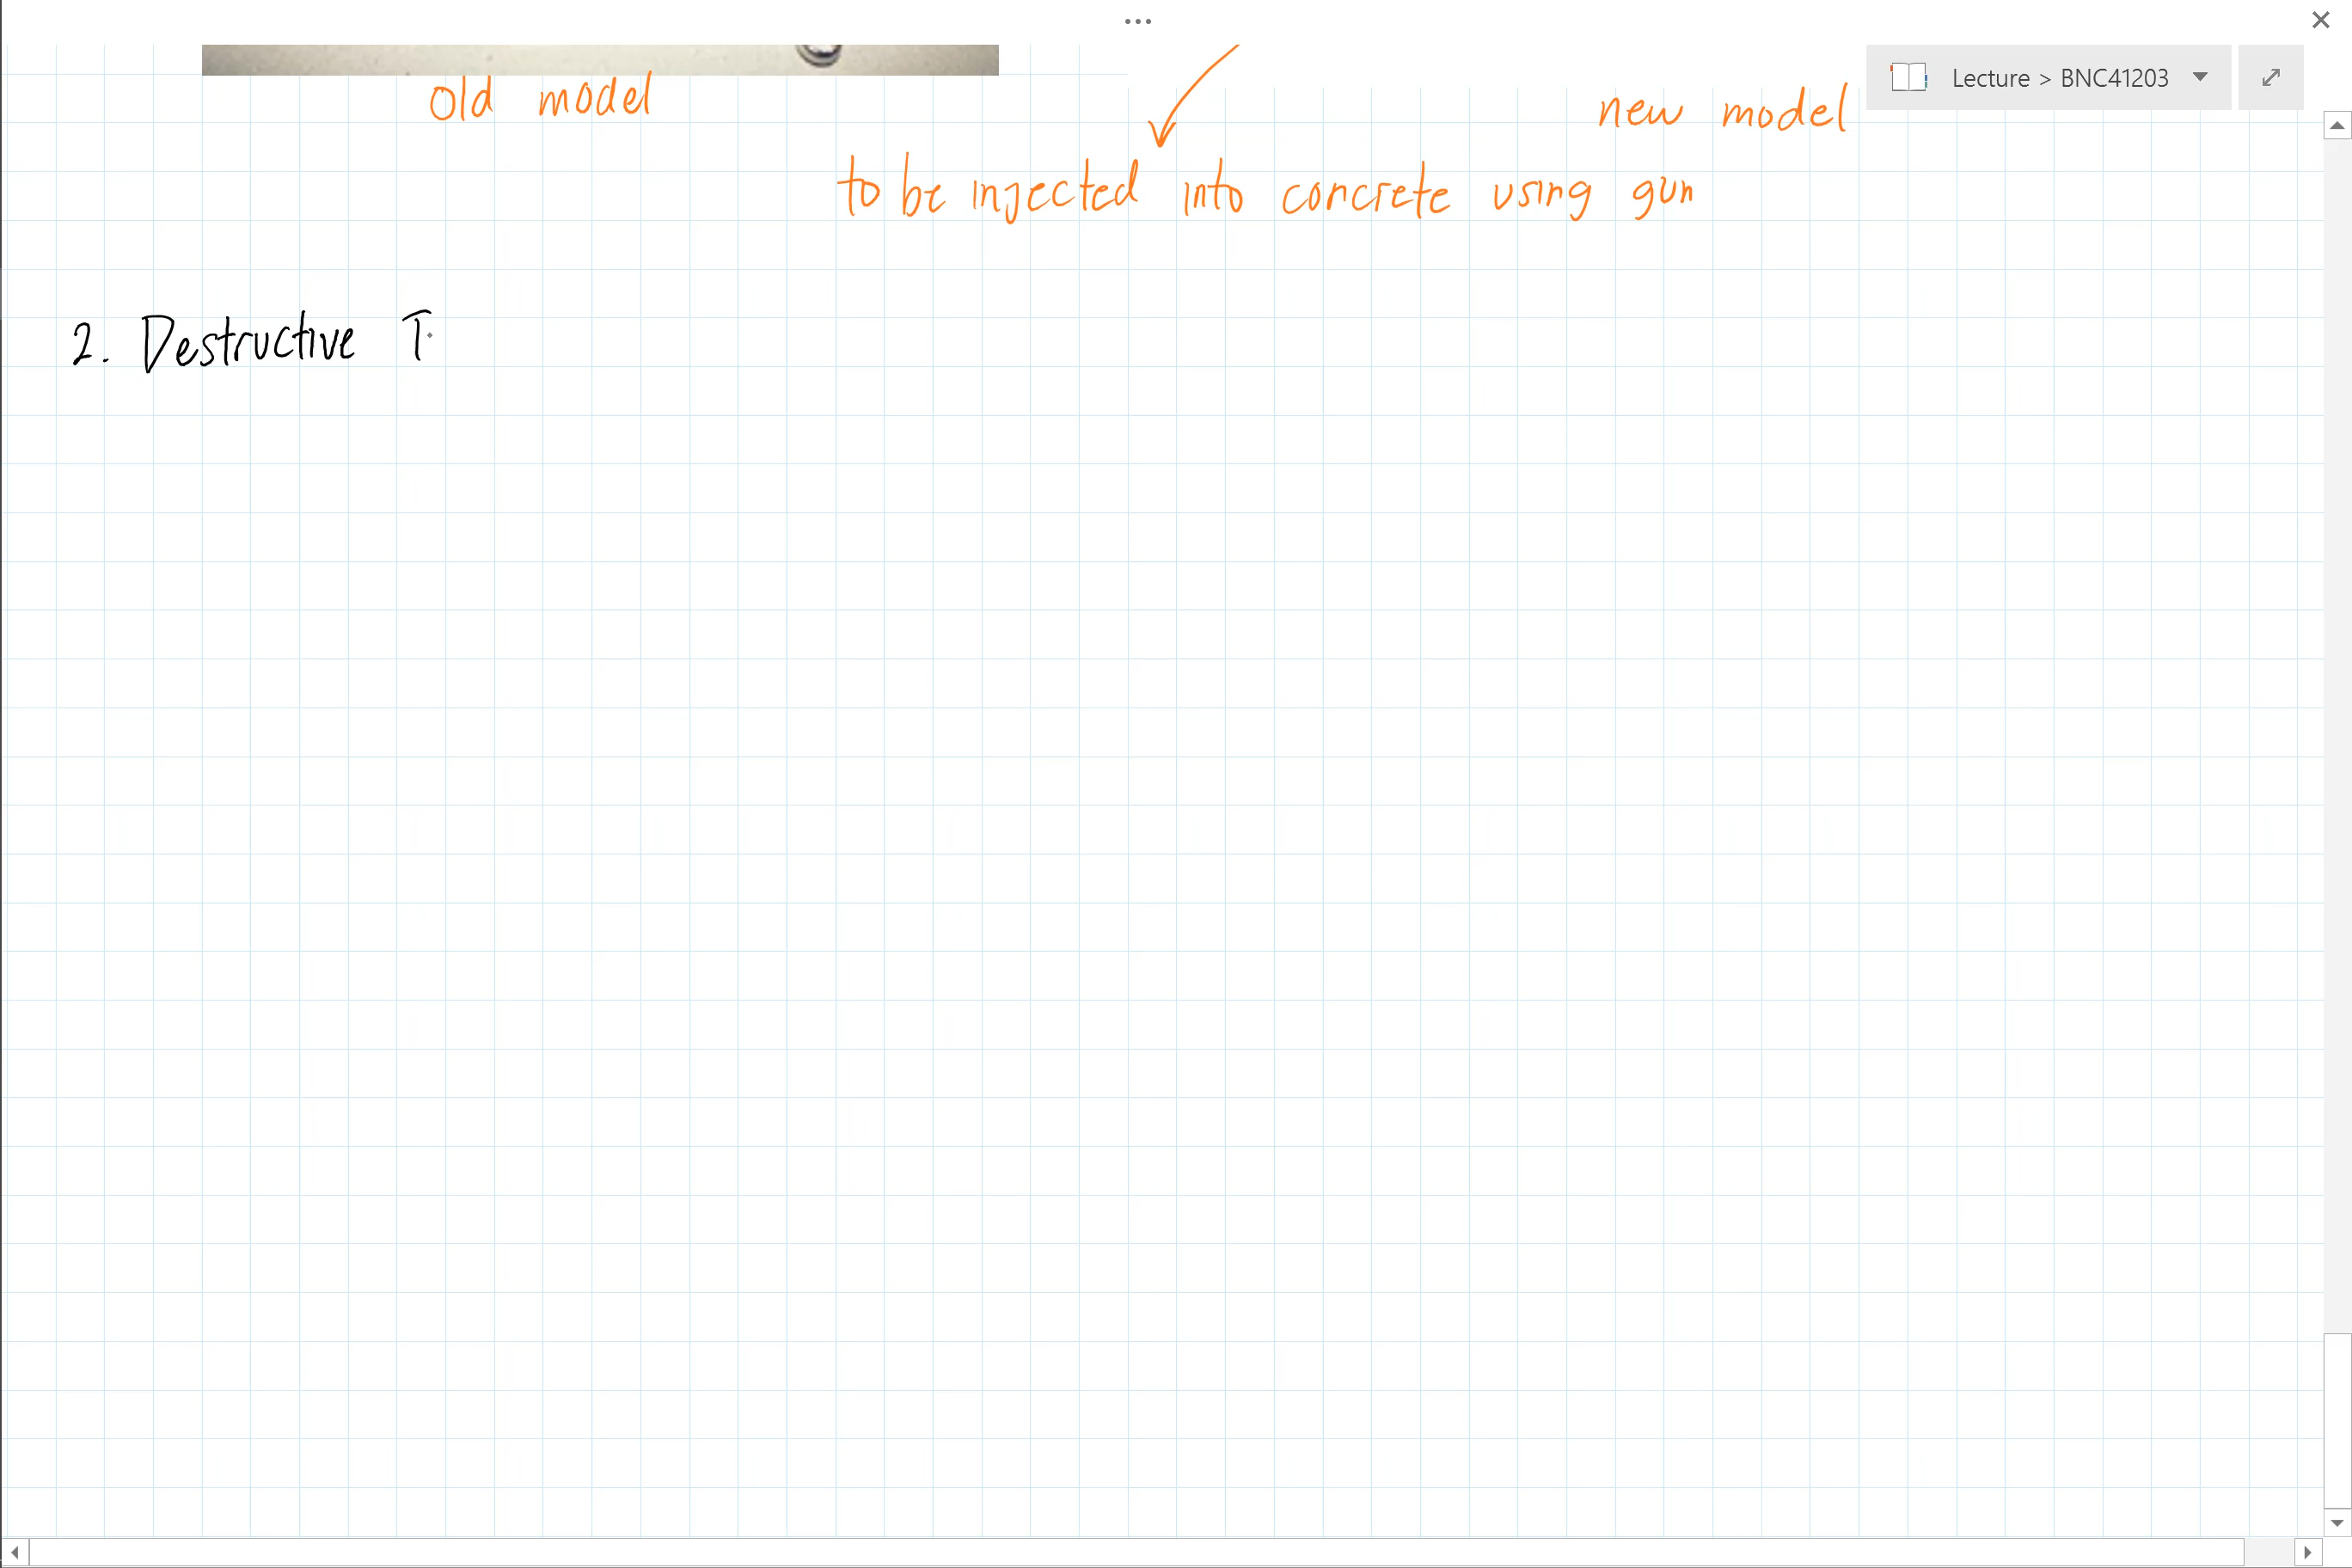 Lecture > BNC41203
old model
new model
to be injected into concrete using gun
2. Destructive T